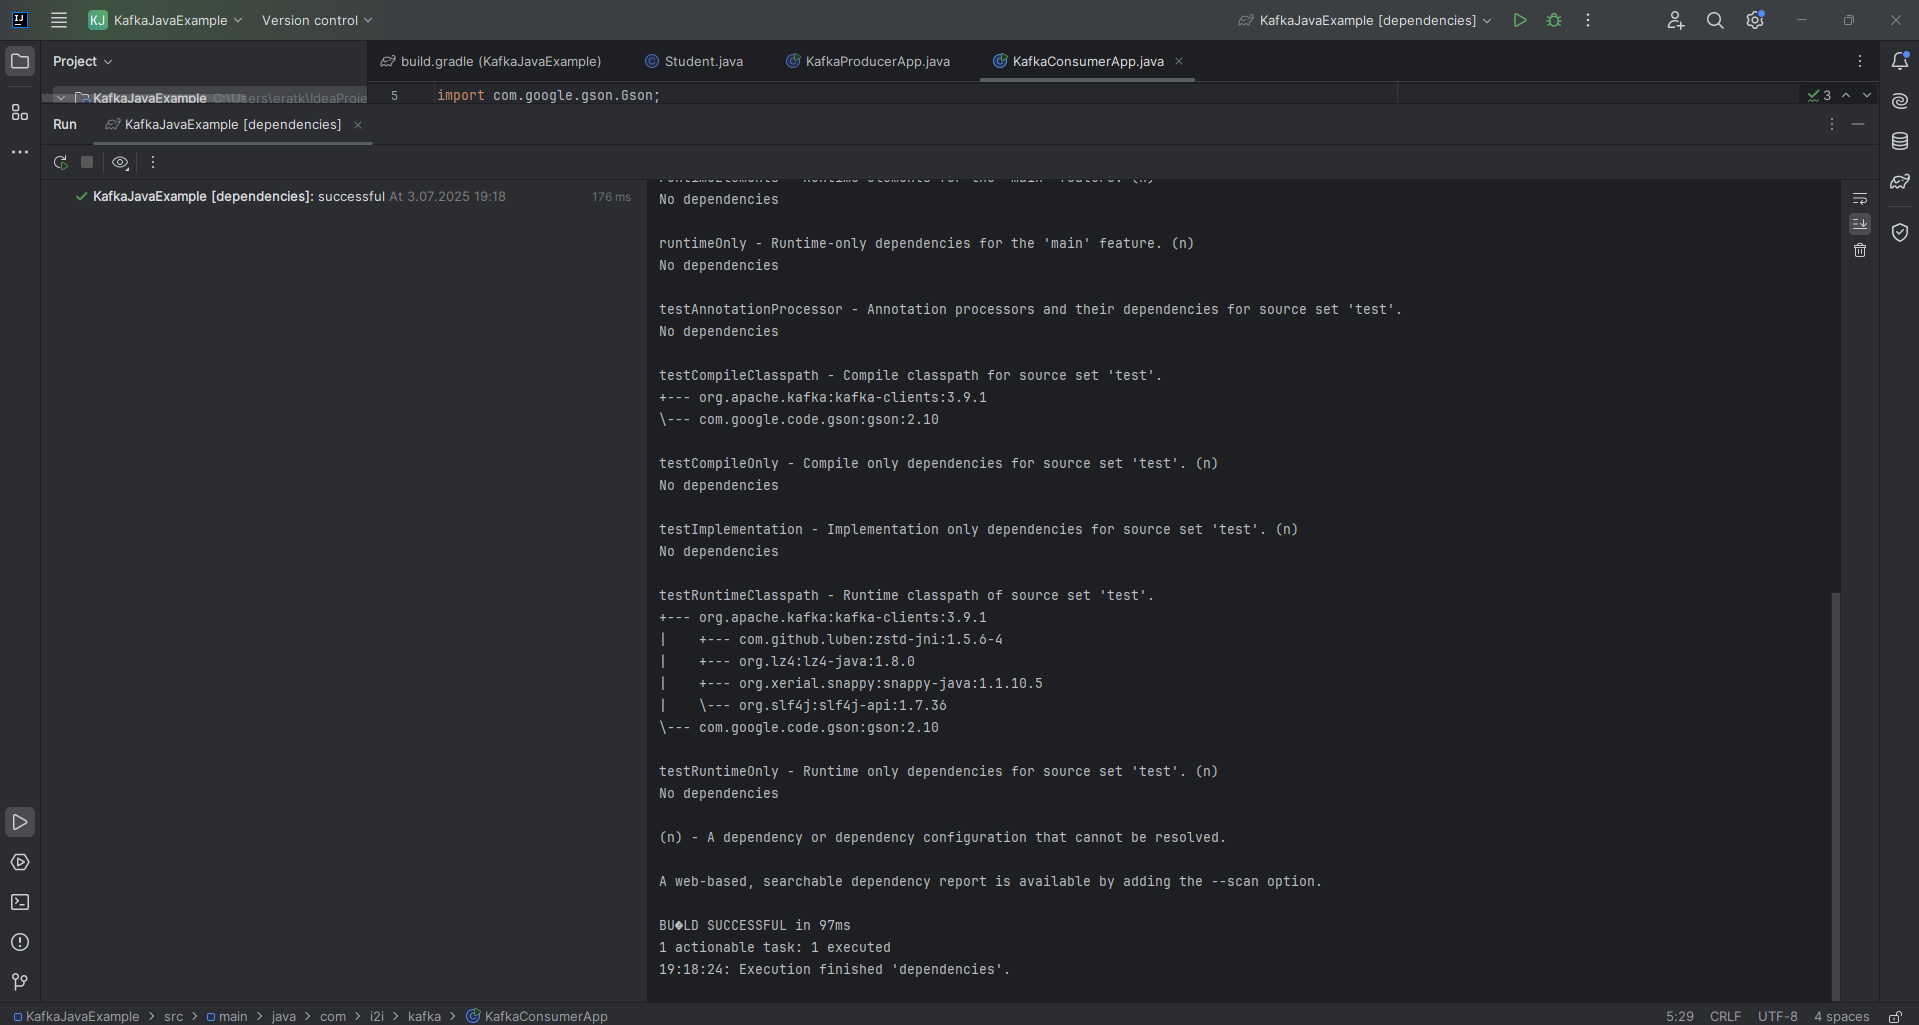 KJ KafkaJavaExample Version control KafkaJavaExample [dependencies]
Project build.gradle (KafkaJavaExample) Student.java KafkaProducerApp.java KafkaConsumerApp.java
KafkaJavaExample C:\Users\eratk\IdeaProje 5 import com.google.gson.Gson; 3
Run KafkaJavaExample [dependencies]
KafkaJavaExample [dependencies]: successful At 3.07.2025 19:18 176 ms
runtimeElements - Runtime elements for the 'main' feature. (n)
No dependencies
runtimeOnly - Runtime-only dependencies for the 'main' feature. (n)
No dependencies
testAnnotationProcessor - Annotation processors and their dependencies for source set 'test'.
No dependencies
testCompileClasspath - Compile classpath for source set 'test'.
+--- org.apache.kafka:kafka-clients:3.9.1
\--- com.google.code.gson:gson:2.10
testCompileOnly - Compile only dependencies for source set 'test'. (n)
No dependencies
testImplementation - Implementation only dependencies for source set 'test'. (n)
No dependencies
testRuntimeClasspath - Runtime classpath of source set 'test'.
+--- org.apache.kafka:kafka-clients:3.9.1
|    +--- com.github.luben:zstd-jni:1.5.6-4
|    +--- org.lz4:lz4-java:1.8.0
|    +--- org.xerial.snappy:snappy-java:1.1.10.5
|    \--- org.slf4j:slf4j-api:1.7.36
\--- com.google.code.gson:gson:2.10
testRuntimeOnly - Runtime only dependencies for source set 'test'. (n)
No dependencies
(n) - A dependency or dependency configuration that cannot be resolved.
A web-based, searchable dependency report is available by adding the --scan option.
BU�LD SUCCESSFUL in 97ms
1 actionable task: 1 executed
19:18:24: Execution finished 'dependencies'.
KafkaJavaExample > src > main > java > com > i2i > kafka > KafkaConsumerApp 5:29 CRLF UTF-8 4 spaces